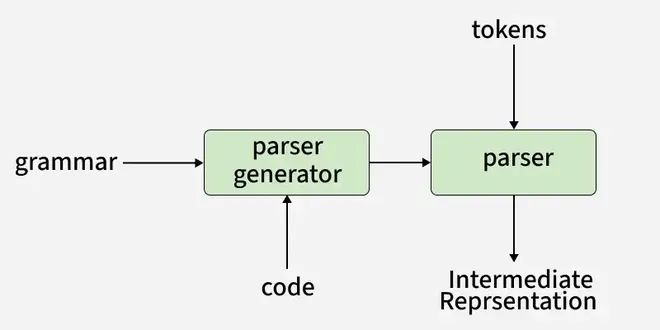 tokens
grammar
parser
generator
parser
code
Intermediate
Reprsentation